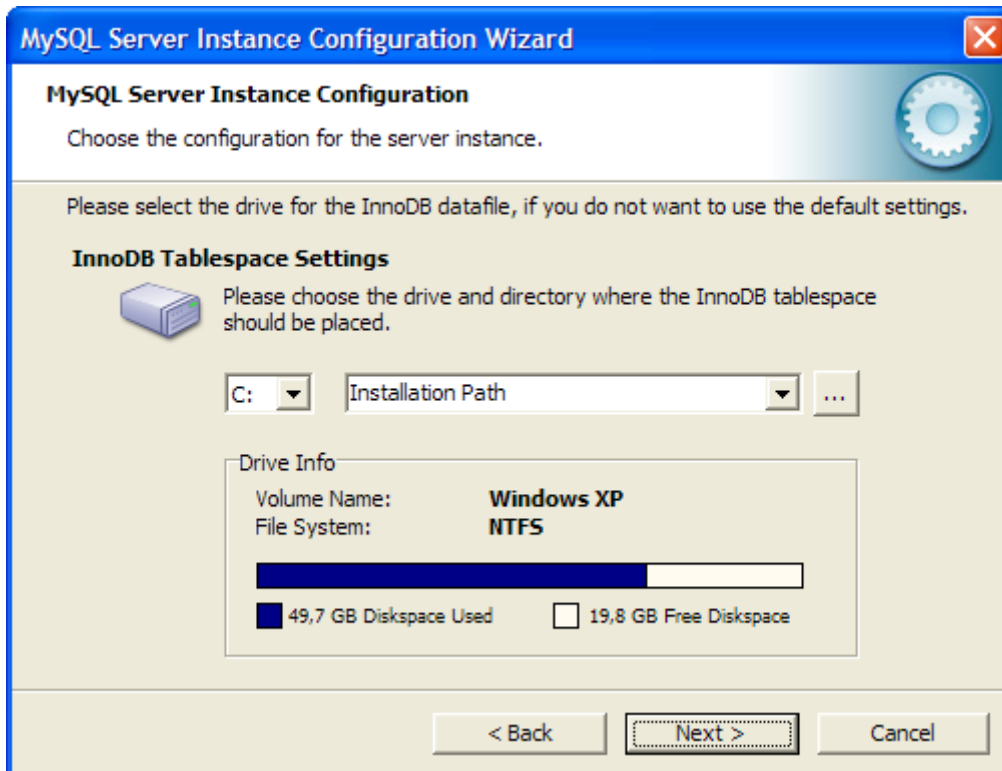 MySQL Server Instance Configuration Wizard
MySQL Server Instance Configuration
Choose the configuration for the server instance.
Please select the drive for the InnoDB datafile, if you do not want to use the default settings.
InnoDB Tablespace Settings
Please choose the drive and directory where the InnoDB tablespace
should be placed.
C: Installation Path ...
Drive Info
Volume Name: Windows XP
File System: NTFS
49,7 GB Diskspace Used 19,8 GB Free Diskspace
< Back Next > Cancel